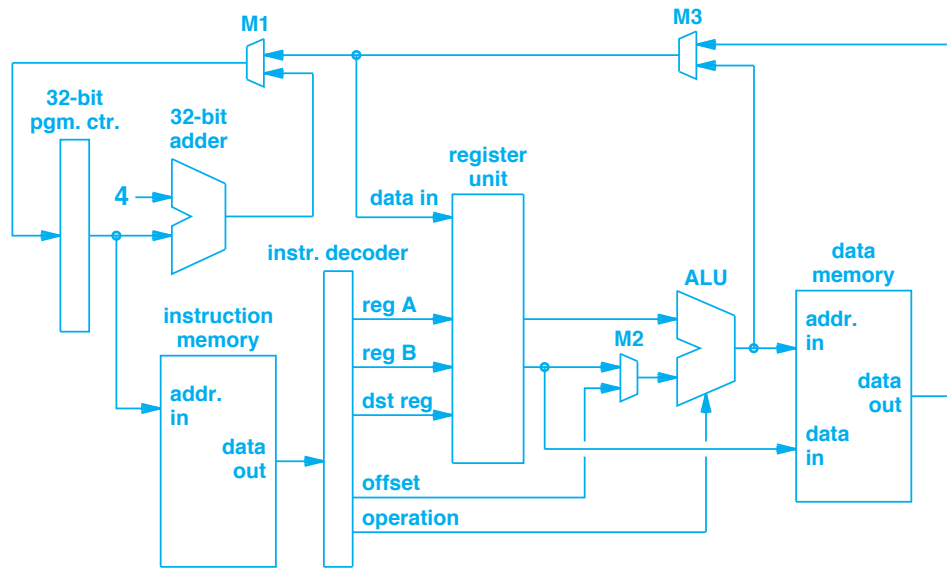 M1
M3
32-bit
pgm. ctr.
32-bit
adder
4
register
unit
data in
instr. decoder
reg A
reg B
dst reg
offset
operation
instruction
memory
addr.
in
data
out
M2
ALU
data
memory
addr.
in
data
out
data
in